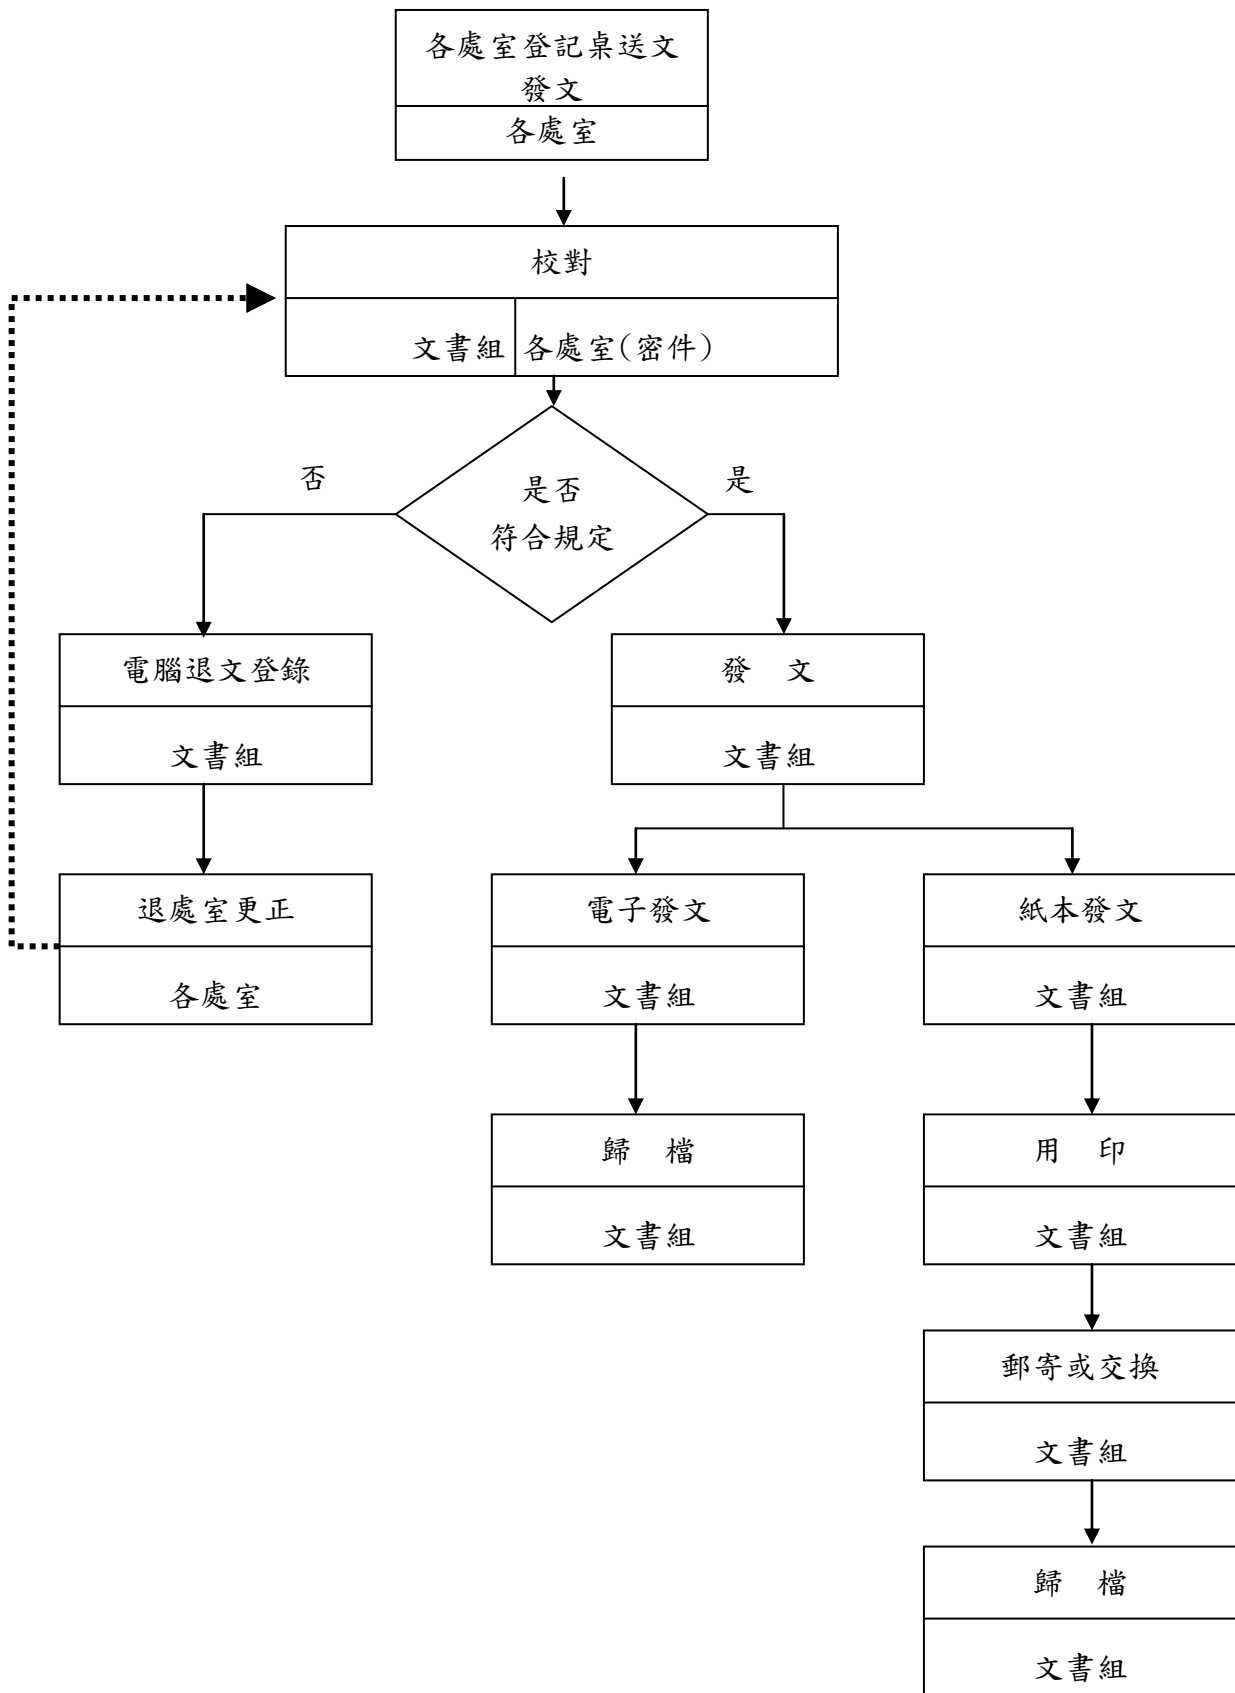 各處室登記桌送文
發文
各處室
校對
文書組 各處室(密件)
否
是
是否
符合規定
電腦退文登錄
文書組
發 文
文書組
退處室更正
各處室
電子發文
文書組
紙本發文
文書組
歸 檔
文書組
用 印
文書組
郵寄或交換
文書組
歸 檔
文書組